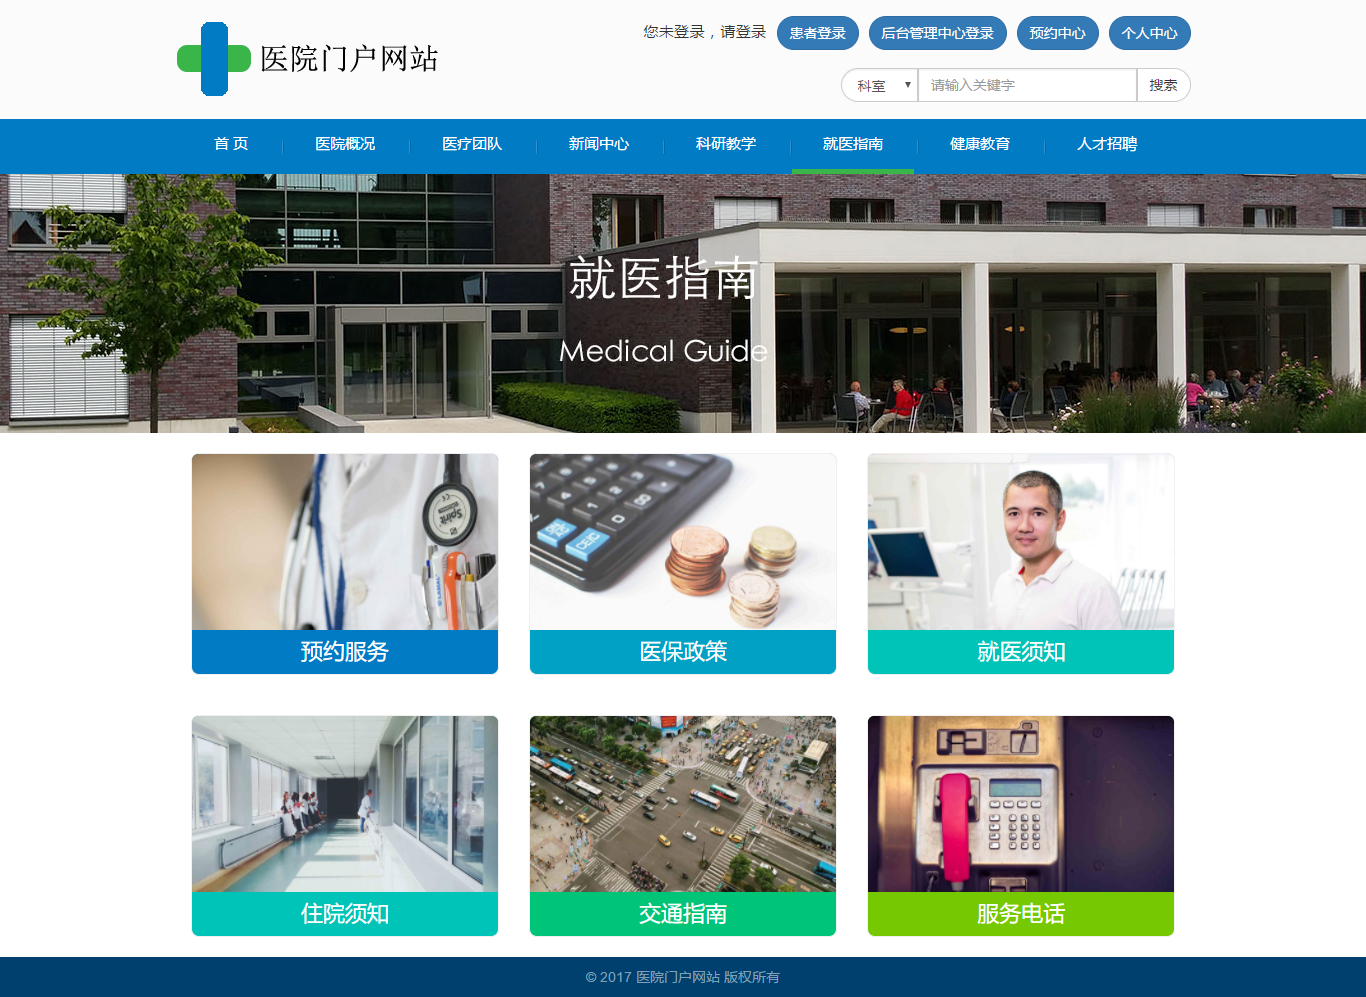 医院门户网站
您未登录，请登录 患者登录 后台管理中心登录 预约中心 个人中心
科室 请输入关键字 搜索
首 页 医院概况 医疗团队 新闻中心 科研教学 就医指南 健康教育 人才招聘
就医指南
Medical Guide
Spirit
预约服务 医保政策 就医须知
住院须知 交通指南 服务电话
© 2017 医院门户网站 版权所有